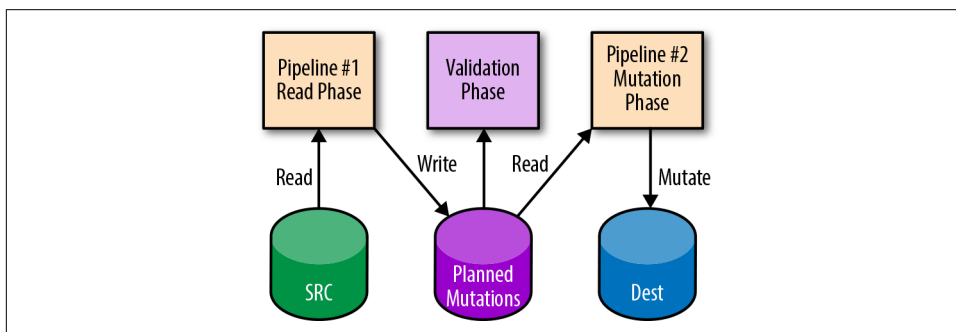 Pipeline #1
Read Phase
Validation
Phase
Pipeline #2
Mutation
Phase
Read
Write
Read
Mutate
SRC
Planned
Mutations
Dest